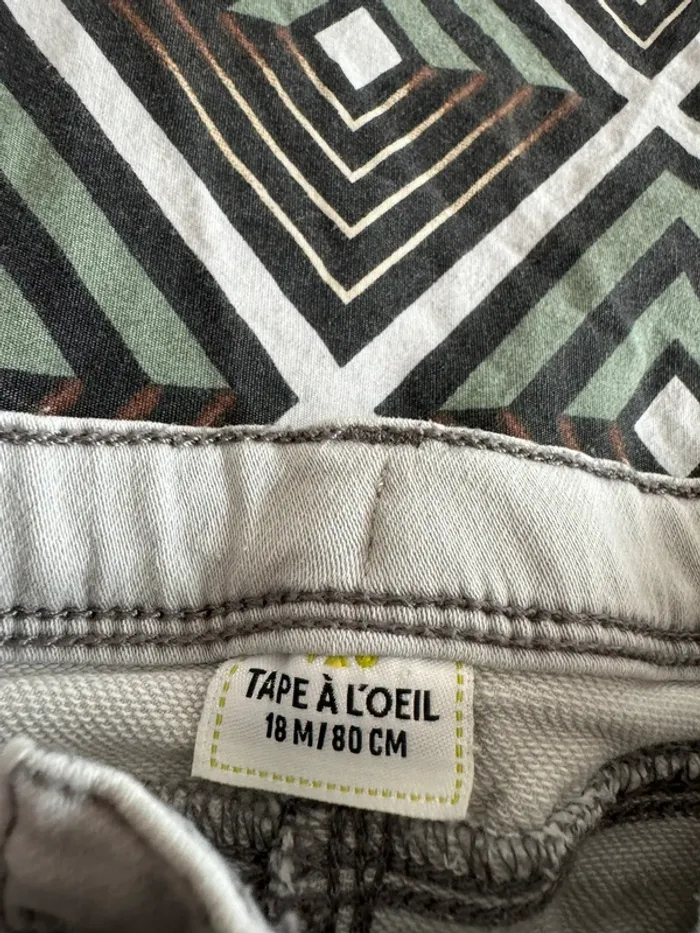 TAPE À L'OEIL
18 M/80 CM